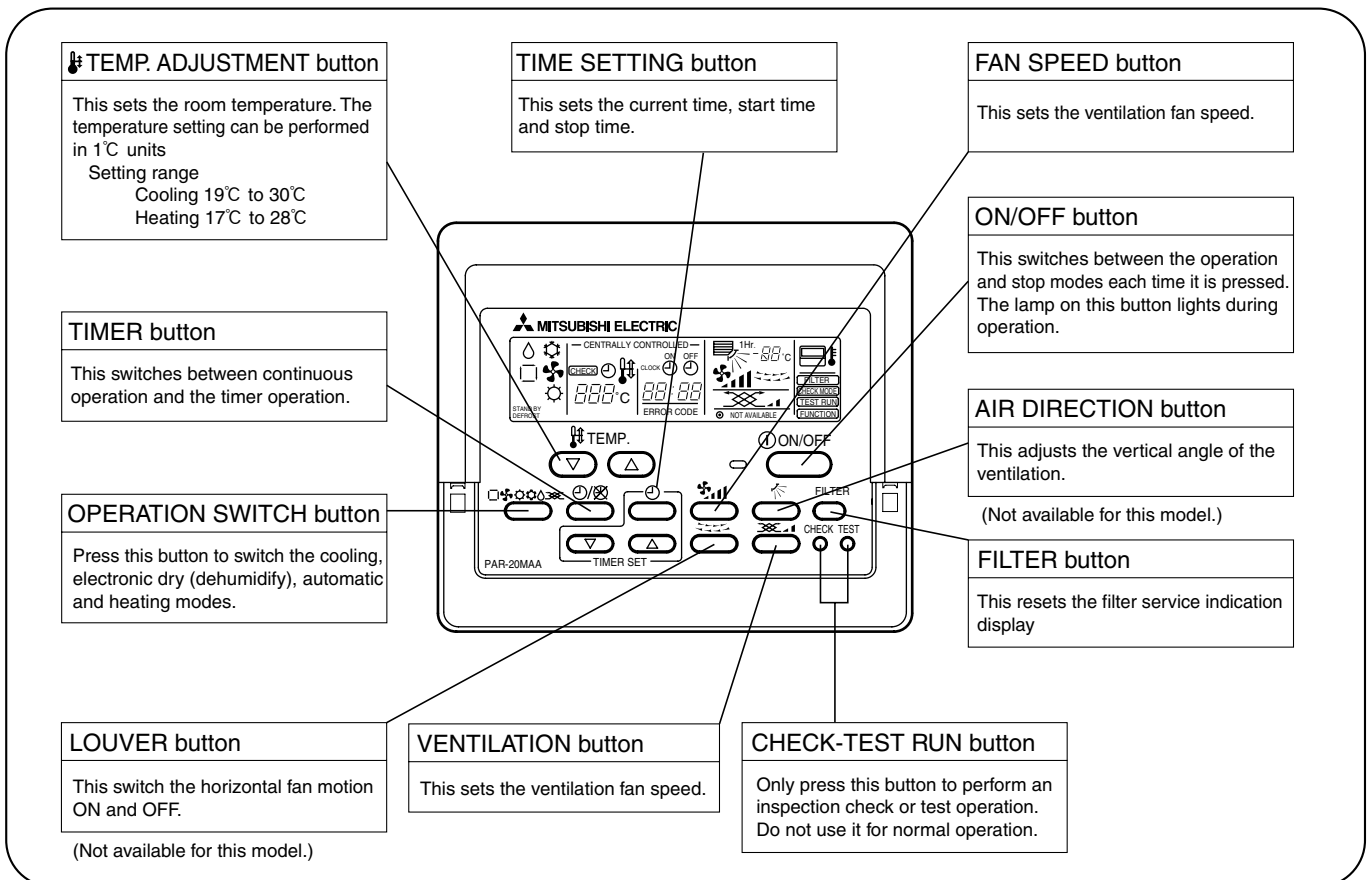 TEMP. ADJUSTMENT button
This sets the room temperature. The
temperature setting can be performed
in 1℃ units
Setting range
Cooling 19℃ to 30℃
Heating 17℃ to 28℃
TIME SETTING button
This sets the current time, start time
and stop time.
FAN SPEED button
This sets the ventilation fan speed.
ON/OFF button
This switches between the operation
and stop modes each time it is pressed.
The lamp on this button lights during
operation.
TIMER button
This switches between continuous
operation and the timer operation.
AIR DIRECTION button
This adjusts the vertical angle of the
ventilation.
(Not available for this model.)
OPERATION SWITCH button
Press this button to switch the cooling,
electronic dry (dehumidify), automatic
and heating modes.
FILTER button
This resets the filter service indication
display
MITSUBISHI ELECTRIC
CENTRALLY CONTROLLED
ON OFF
1Hr.
CHECK
CLOCK
88:88
-88°C
888°C
STAND BY
DEFROST
ERROR CODE
NOT AVAILABLE
FILTER
CHECK MODE
TEST RUN
FUNCTION
TEMP.
ON/OFF
FILTER
CHECK TEST
PAR-20MAA
TIMER SET
LOUVER button
This switch the horizontal fan motion
ON and OFF.
(Not available for this model.)
VENTILATION button
This sets the ventilation fan speed.
CHECK-TEST RUN button
Only press this button to perform an
inspection check or test operation.
Do not use it for normal operation.